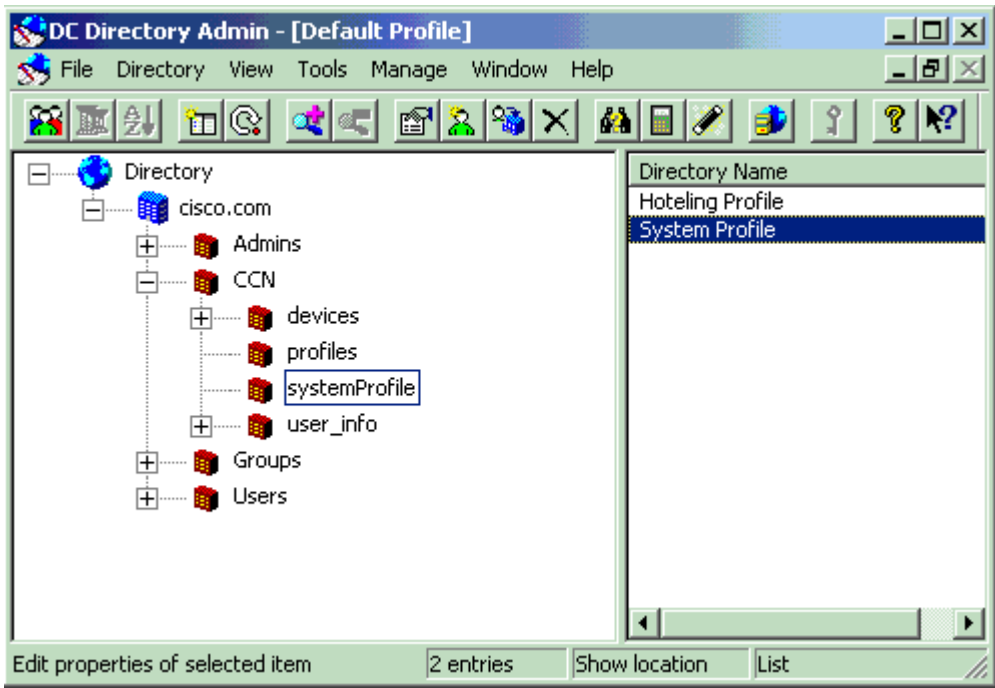 DC Directory Admin - [Default Profile]
File Directory View Tools Manage Window Help
Directory
cisco.com
Admins
CCN
devices
profiles
systemProfile
user_info
Groups
Users
Directory Name
Hoteling Profile
System Profile
Edit properties of selected item 2 entries Show location List